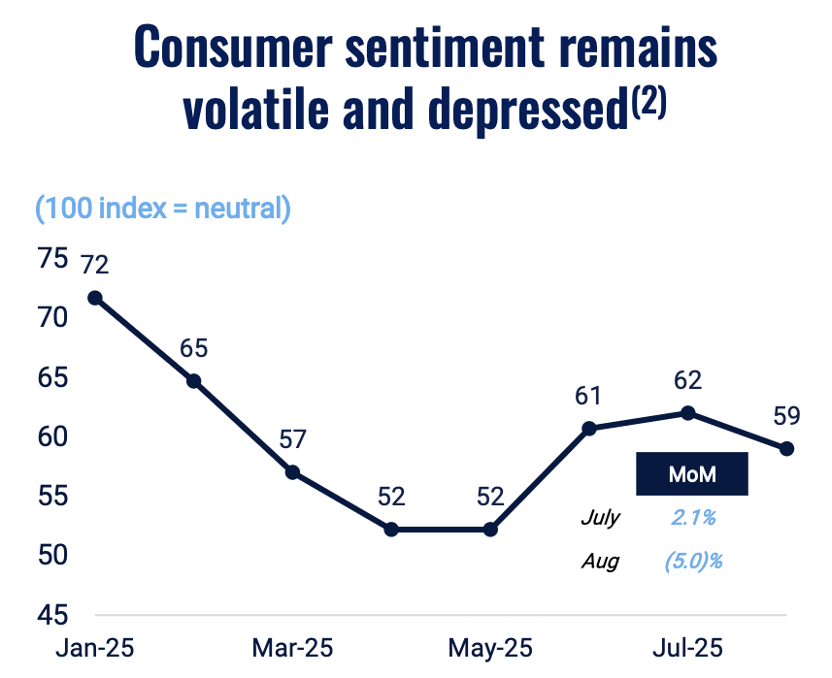 Consumer sentiment remains
volatile and depressed(2)
(100 index = neutral)
75
72
70
65
65
60
57
55
52
52
61
62
59
50
45
MoM
July 2.1%
Aug (5.0)%
Jan-25 Mar-25 May-25 Jul-25